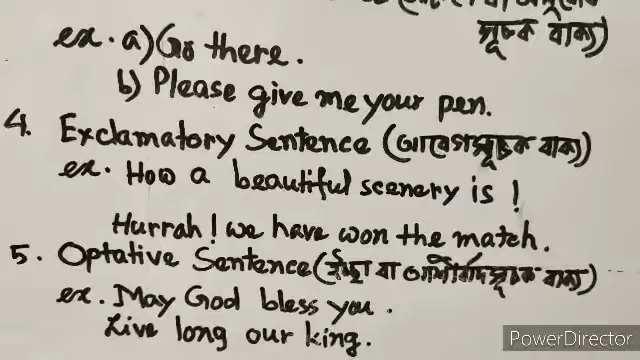 ex. a) Go there. সূচক বাক্য)
b) Please give me your pen.
4. Exclamatory Sentence (আবেগসূচক বাক্য)
ex. How a beautiful scenery is !
Hurrah ! we have won the match.
5. Optative Sentence (ইচ্ছা বা আশীর্বাদসূচক বাক্য)
ex. May God bless you.
Live long our king.
PowerDirector